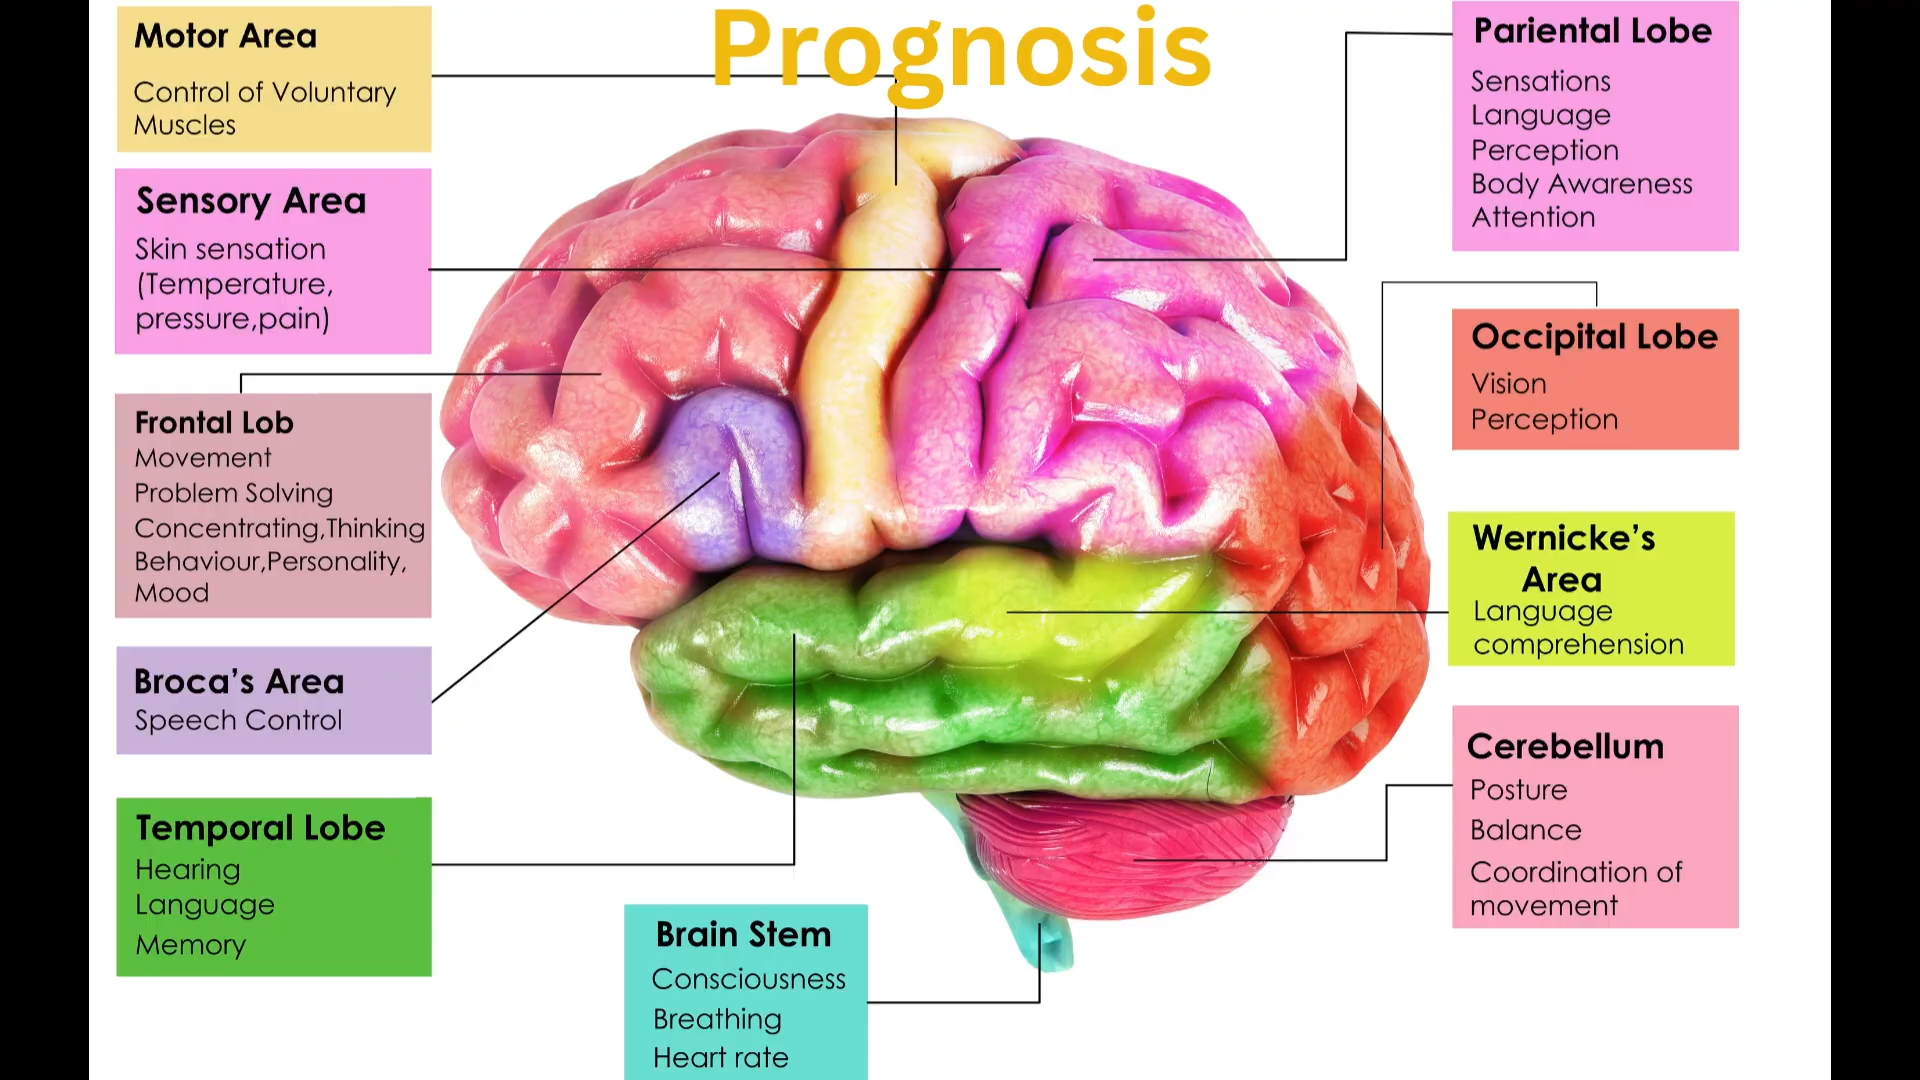 Prognosis
Motor Area
Control of Voluntary
Muscles
Sensory Area
Skin sensation
(Temperature,
pressure,pain)
Frontal Lob
Movement
Problem Solving
Concentrating,Thinking
Behaviour,Personality,
Mood
Broca's Area
Speech Control
Temporal Lobe
Hearing
Language
Memory
Brain Stem
Consciousness
Breathing
Heart rate
Pariental Lobe
Sensations
Language
Perception
Body Awareness
Attention
Occipital Lobe
Vision
Perception
Wernicke's
Area
Language
comprehension
Cerebellum
Posture
Balance
Coordination of
movement